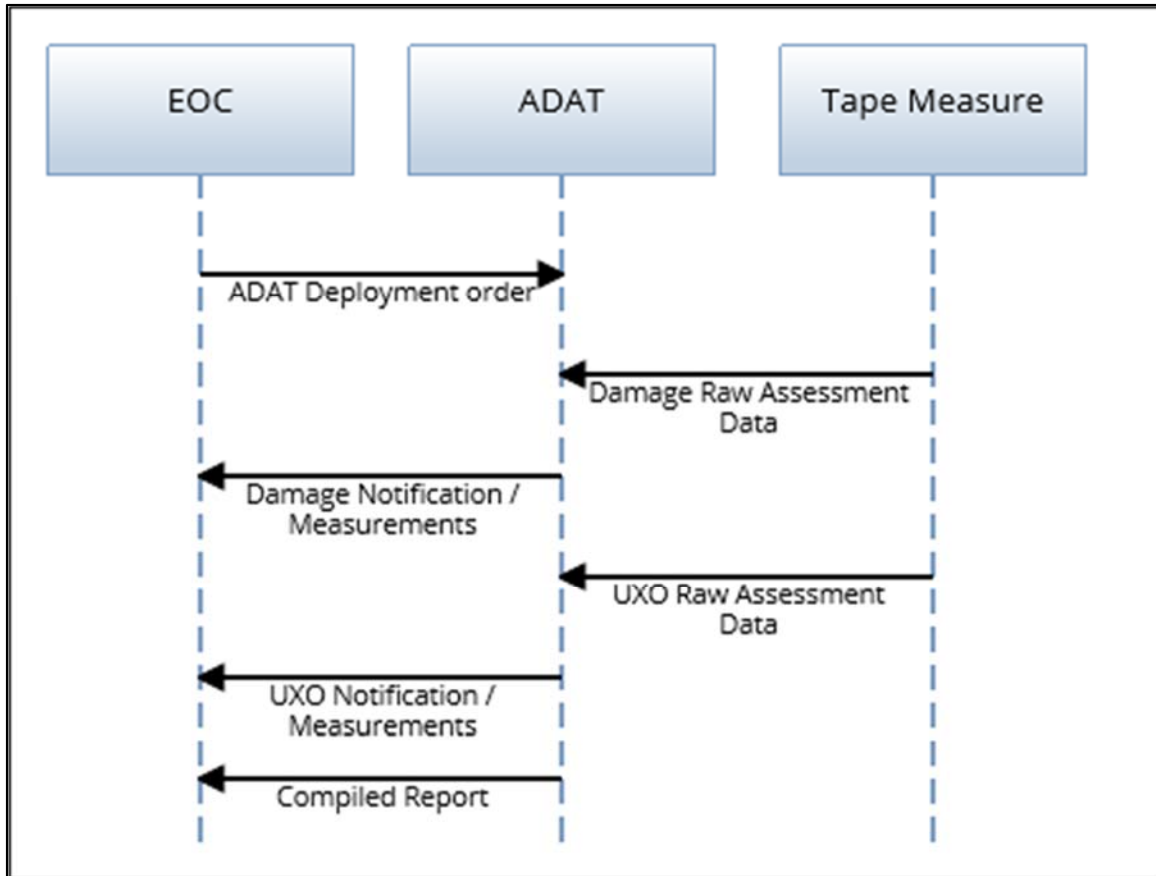 EOC
ADAT
Tape Measure
ADAT Deployment order
Damage Raw Assessment
Data
Damage Notification /
Measurements
UXO Raw Assessment
Data
UXO Notification /
Measurements
Compiled Report